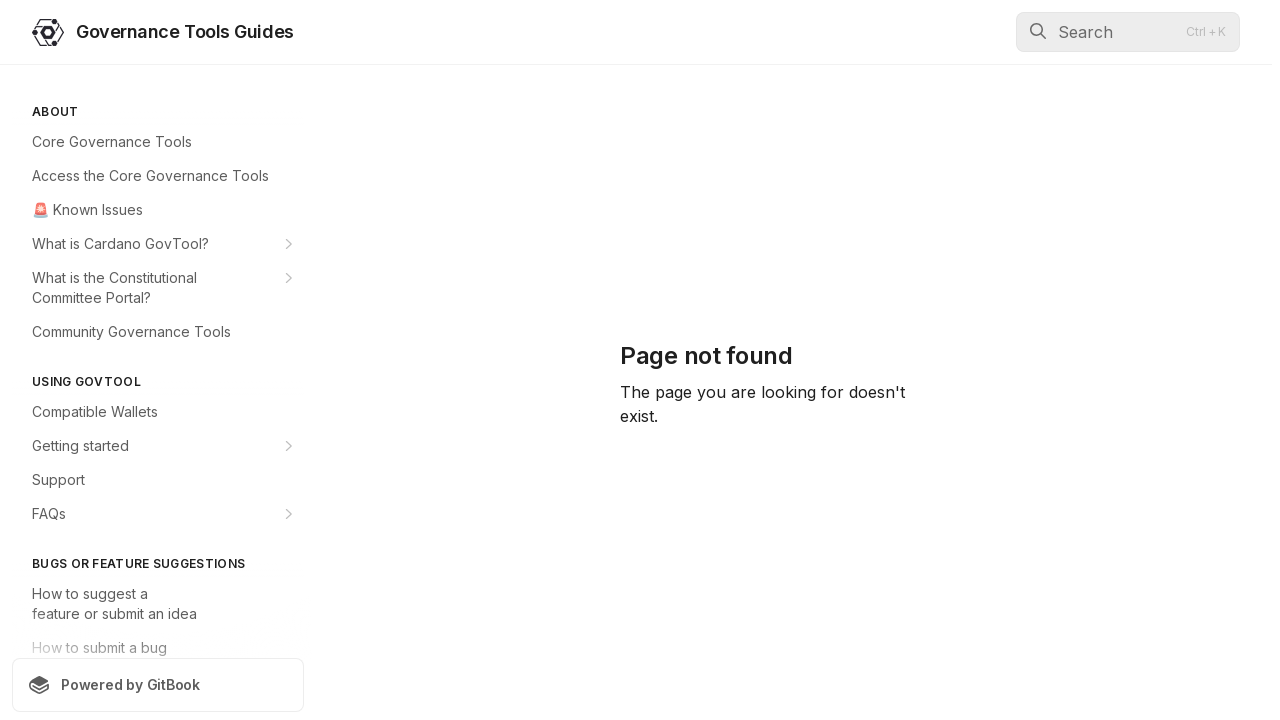 Governance Tools Guides
Search
Ctrl + K
ABOUT
Core Governance Tools
Access the Core Governance Tools
🚨 Known Issues
What is Cardano GovTool?
What is the Constitutional
Committee Portal?
Community Governance Tools
USING GOVTOOL
Compatible Wallets
Getting started
Support
FAQs
BUGS OR FEATURE SUGGESTIONS
How to suggest a
feature or submit an idea
How to submit a bug
Powered by GitBook
Page not found
The page you are looking for doesn't
exist.